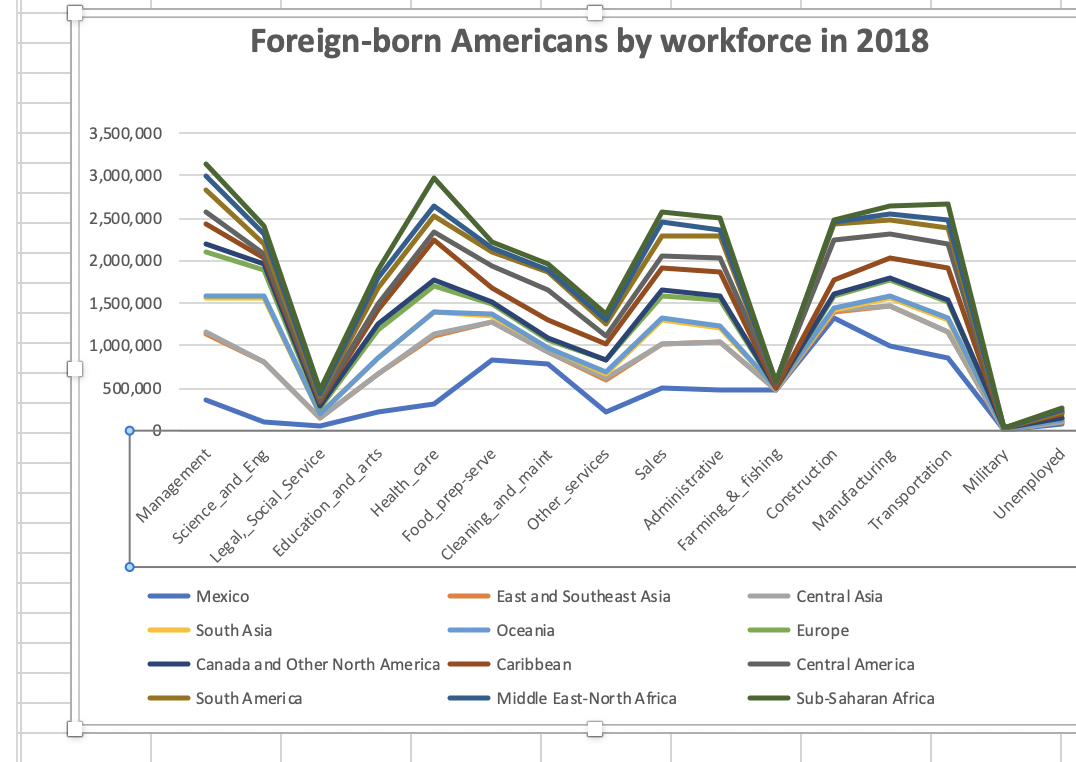 Foreign-born Americans by workforce in 2018
3,500,000
3,000,000
2,500,000
2,000,000
1,500,000
1,000,000
500,000
0
Management
Science_and_Eng
Legal,_Social_Service
Education_and_arts
Health_care
Food_prep-serve
Cleaning_and_maint
Other_services
Sales
Administrative
Farming_&_fishing
Construction
Manufacturing
Transportation
Military
Unemployed
Mexico East and Southeast Asia Central Asia
South Asia Oceania Europe
Canada and Other North America Caribbean Central America
South America Middle East-North Africa Sub-Saharan Africa